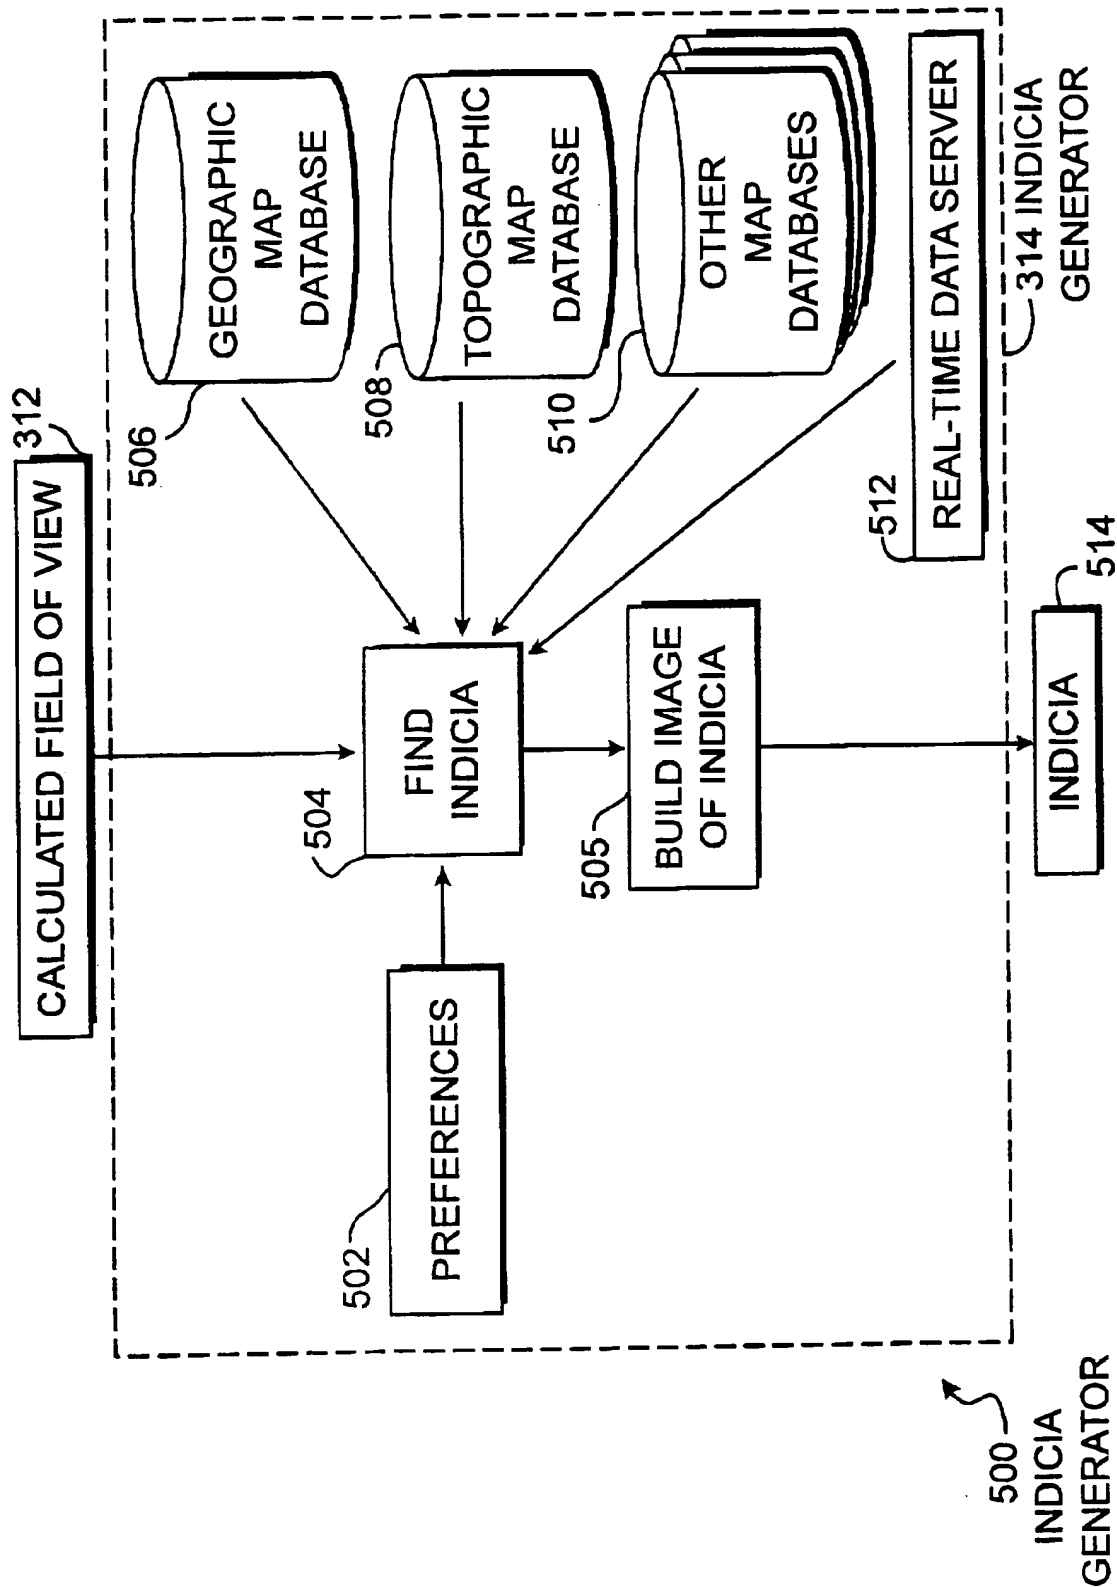 CALCULATED FIELD OF VIEW
312
506
GEOGRAPHIC
MAP
DATABASE
504
FIND
INDICIA
508
TOPOGRAPHIC
MAP
DATABASE
502
PREFERENCES
510
OTHER
MAP
DATABASES
505
BUILD IMAGE
OF INDICIA
512
REAL-TIME DATA SERVER
314 INDICIA
GENERATOR
514
INDICIA
500
INDICIA
GENERATOR